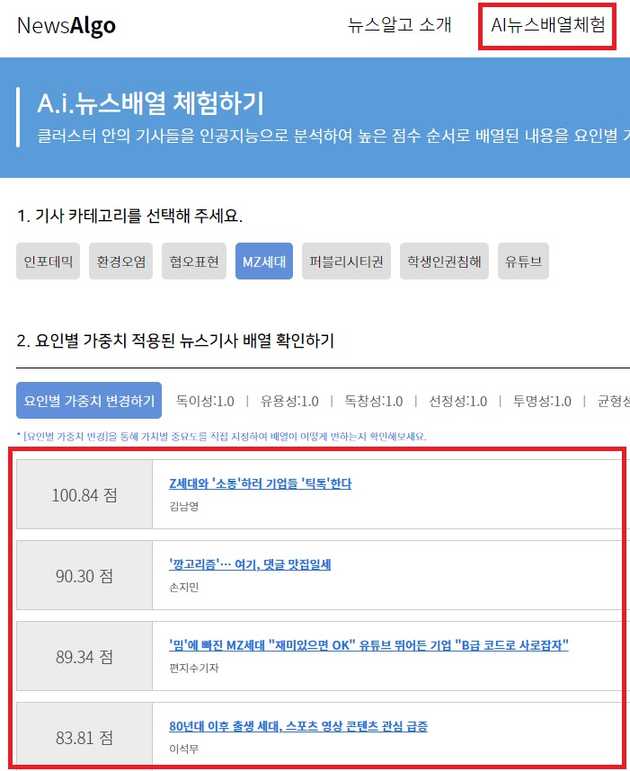 NewsAlgo 뉴스알고 소개 AI뉴스배열체험
A.i.뉴스배열 체험하기
클러스터 안의 기사들을 인공지능으로 분석하여 높은 점수 순서로 배열된 내용을 요인별
1. 기사 카테고리를 선택해 주세요.
인포데믹 환경오염 혐오표현 MZ세대 퍼블리시티권 학생인권침해 유튜브
2. 요인별 가중치 적용된 뉴스기사 배열 확인하기
요인별 가중치 변경하기 독이성:1.0 | 유용성:1.0 | 독창성:1.0 | 선정성:1.0 | 투명성:1.0 | 균형성
* [요인별 가중치 변경]을 통해 가치별 중요도를 직접 지정하여 배열이 어떻게 변하는지 확인해보세요.
100.84 점
Z세대와 '소통'하러 기업들 '틱톡'한다
김남영
90.30 점
'깡고리즘'… 여기, 댓글 맛집일세
손지민
89.34 점
'밈'에 빠진 MZ세대 "재미있으면 OK" 유튜브 뛰어든 기업 "B급 코드로 사로잡자"
편지수기자
83.81 점
80년대 이후 출생 세대, 스포츠 영상 콘텐츠 관심 급증
이석무